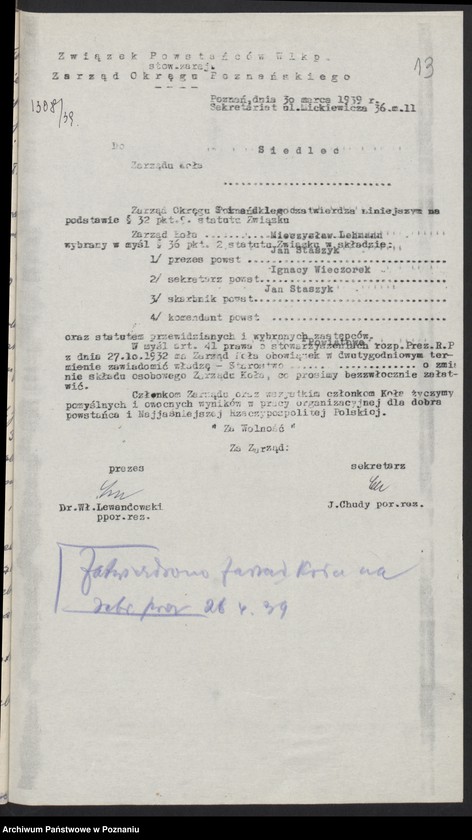 Związek Powstańców Wlkp.
stow.zarej.
Zarząd Okręgu Poznańskiego
13
Poznań,dnia 30 marca 1939 r.
Sekretariat ul.Mickiewicza 36.m.11
1308/39.
Do
Siedlec
Zarządu Koła
Zarząd Okręgu zatwierdza niniejszym na
podstawie § 32 pkt. statutu Związku
Zarząd Koła
wybrany w myśl § 36 pkt. 2 statutu Związku w składzie:
Mieczysław Lehmann
1/ prezes powst.
Jan Staszyk
2/ sekretarz powst.
Ignacy Wieczorek
3/ skarbnik powst.
Jan Staszyk
4/ komendant powst.
oraz statutem przewidzianych i wybranych zastępców.
W myśl art. 41 prawa o stowarzyszeniach rozp.Prez.R.P
z dnia 27.10.1932 ma Zarząd Koła obowiązek w dwutygodniowym ter-
mienie zawiadomić władzę - Starostwo o zmia
nie składu osobowego Zarządu Koła, co prosimy bezzwłocznie załat-
wić.
Członkom Zarządu oraz wszystkim członkom Koła życzymy
pomyślnych i owocnych wyników w pracy organizacyjnej dla dobra
powstańca i Najjaśniejszej Rzeczypospolitej Polskiej.
" Za Wolność "
Za Zarząd:
prezes sekretarz
Dr.Wł.Lewandowski J.Chudy por.rez.
ppor.rez.
Zatwierdzono Zarząd Koła na
26 4. 39
Archiwum Państwowe w Poznaniu